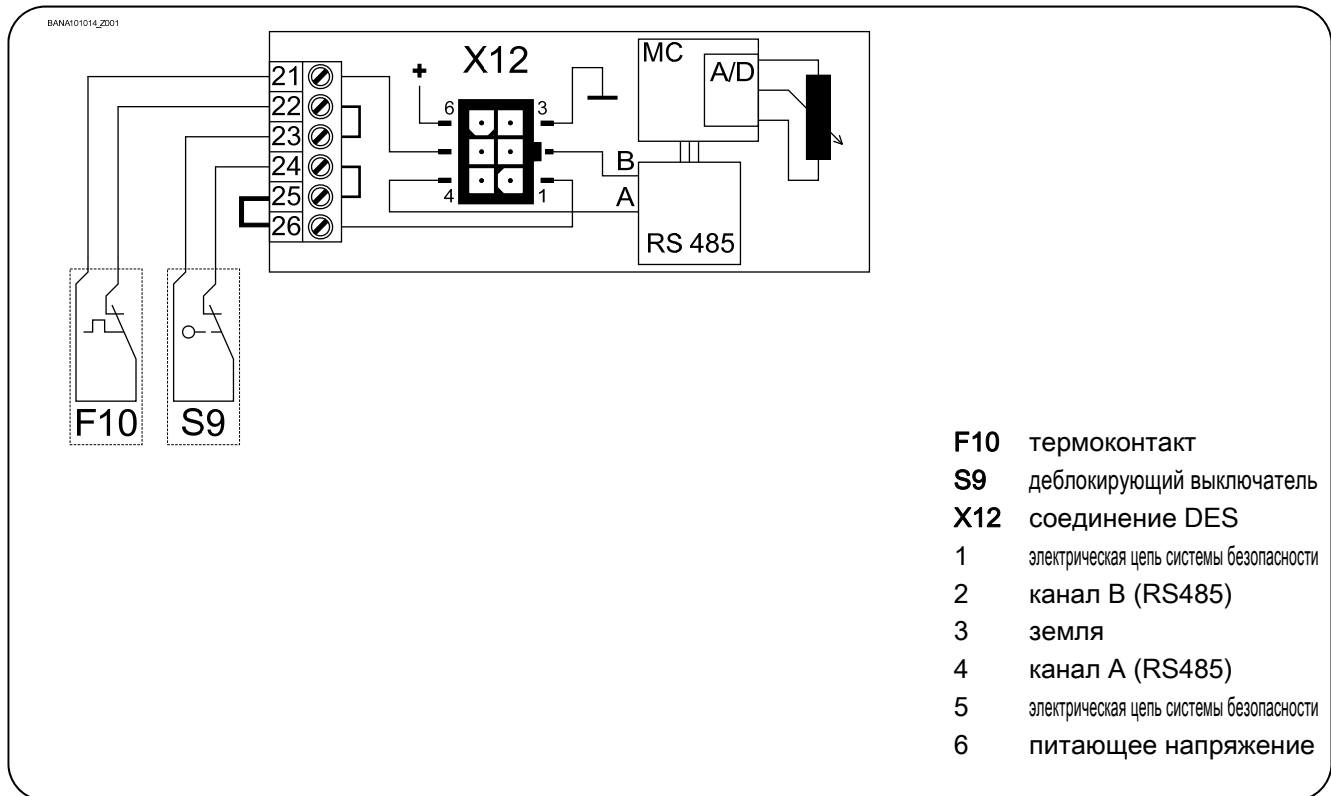 BANA101014_Z001
X12
MC
A/D
21
22
23
24
25
26
+
6
3
4
1
B
A
RS 485
F10
S9
F10 термоконтакт
S9 деблокирующий выключатель
X12 соединение DES
1 электрическая цепь системы безопасности
2 канал B (RS485)
3 земля
4 канал A (RS485)
5 электрическая цепь системы безопасности
6 питающее напряжение